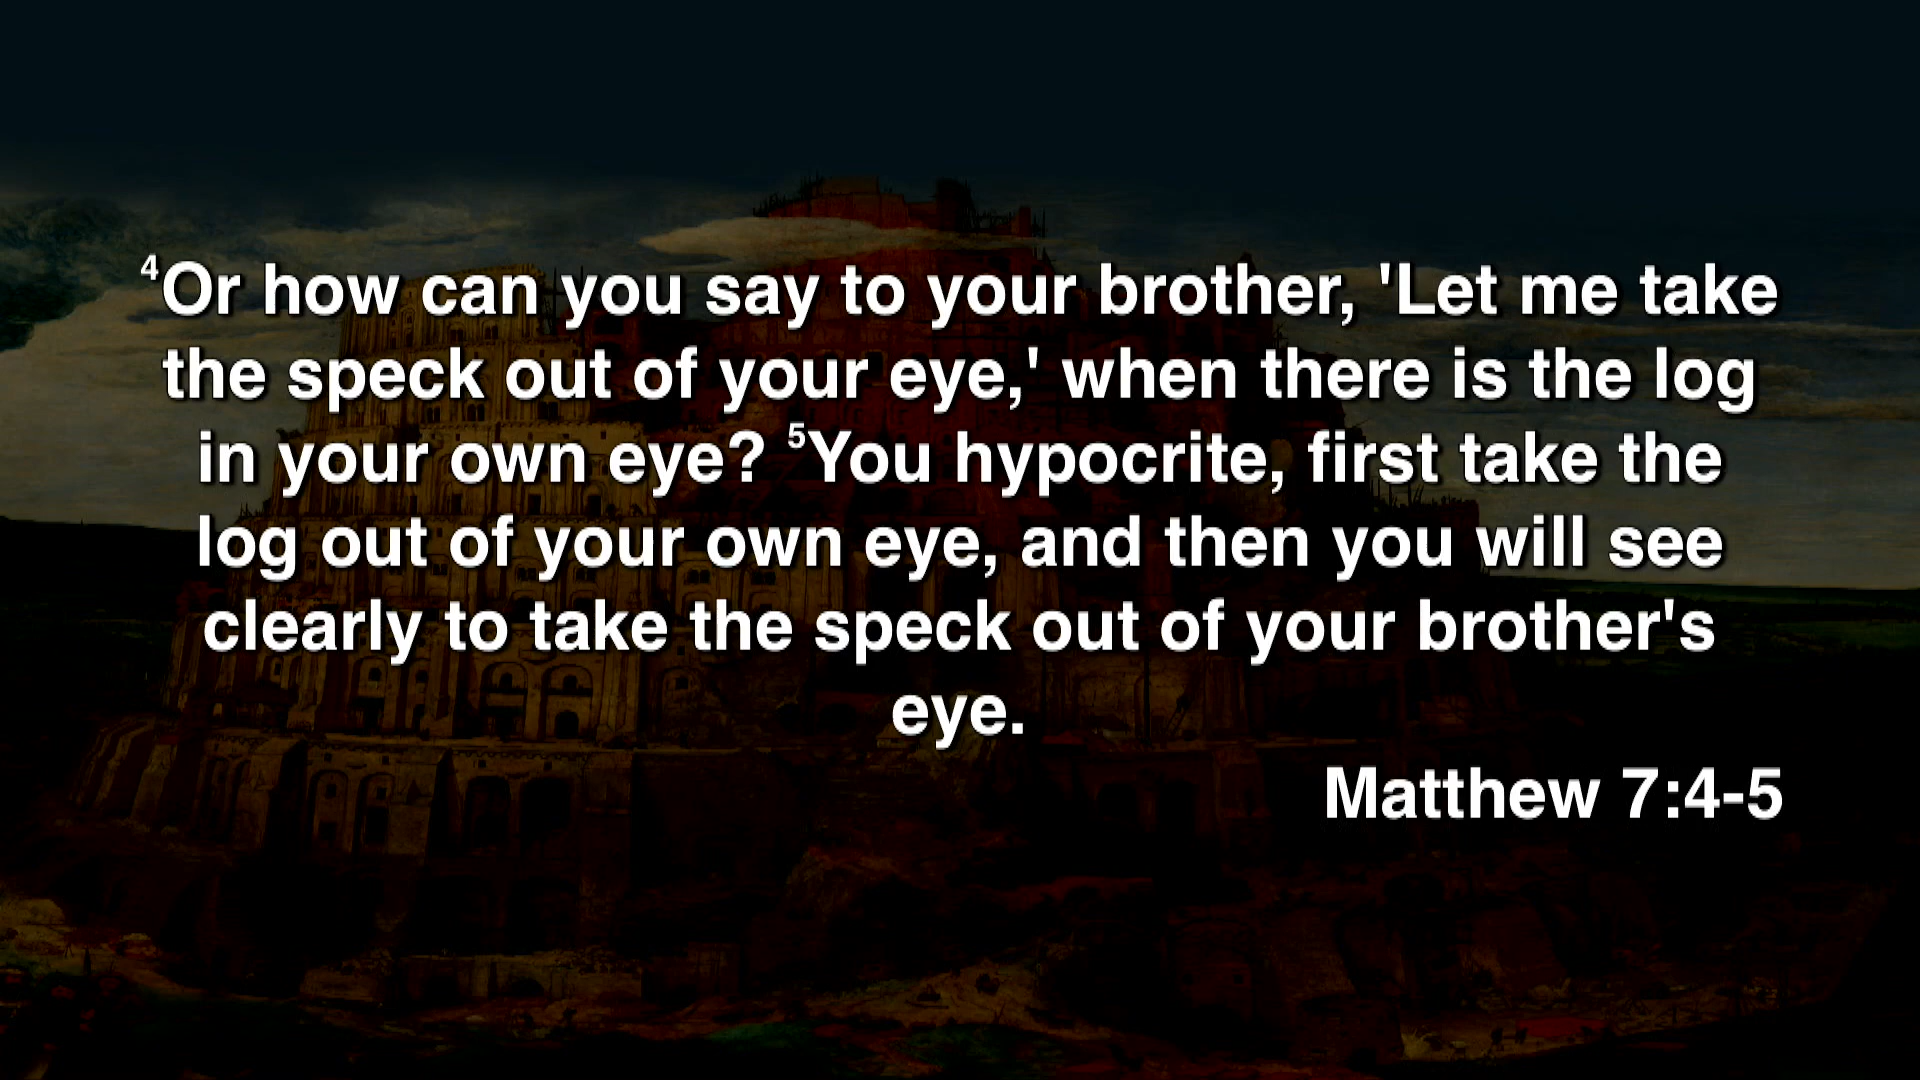 ⁴Or how can you say to your brother, 'Let me take
the speck out of your eye,' when there is the log
in your own eye? ⁵You hypocrite, first take the
log out of your own eye, and then you will see
clearly to take the speck out of your brother's
eye.
Matthew 7:4-5